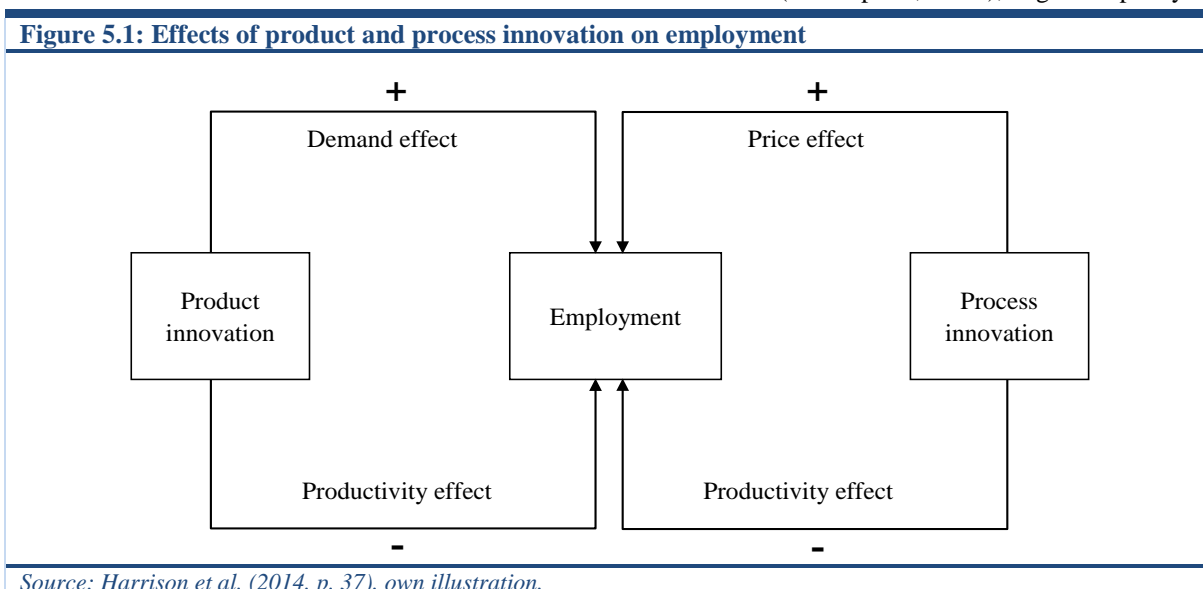 Figure 5.1: Effects of product and process innovation on employment
+
+
Demand effect
Price effect
Product
innovation
Employment
Process
innovation
Productivity effect
Productivity effect
-
-
Source: Harrison et al. (2014, p. 37), own illustration.